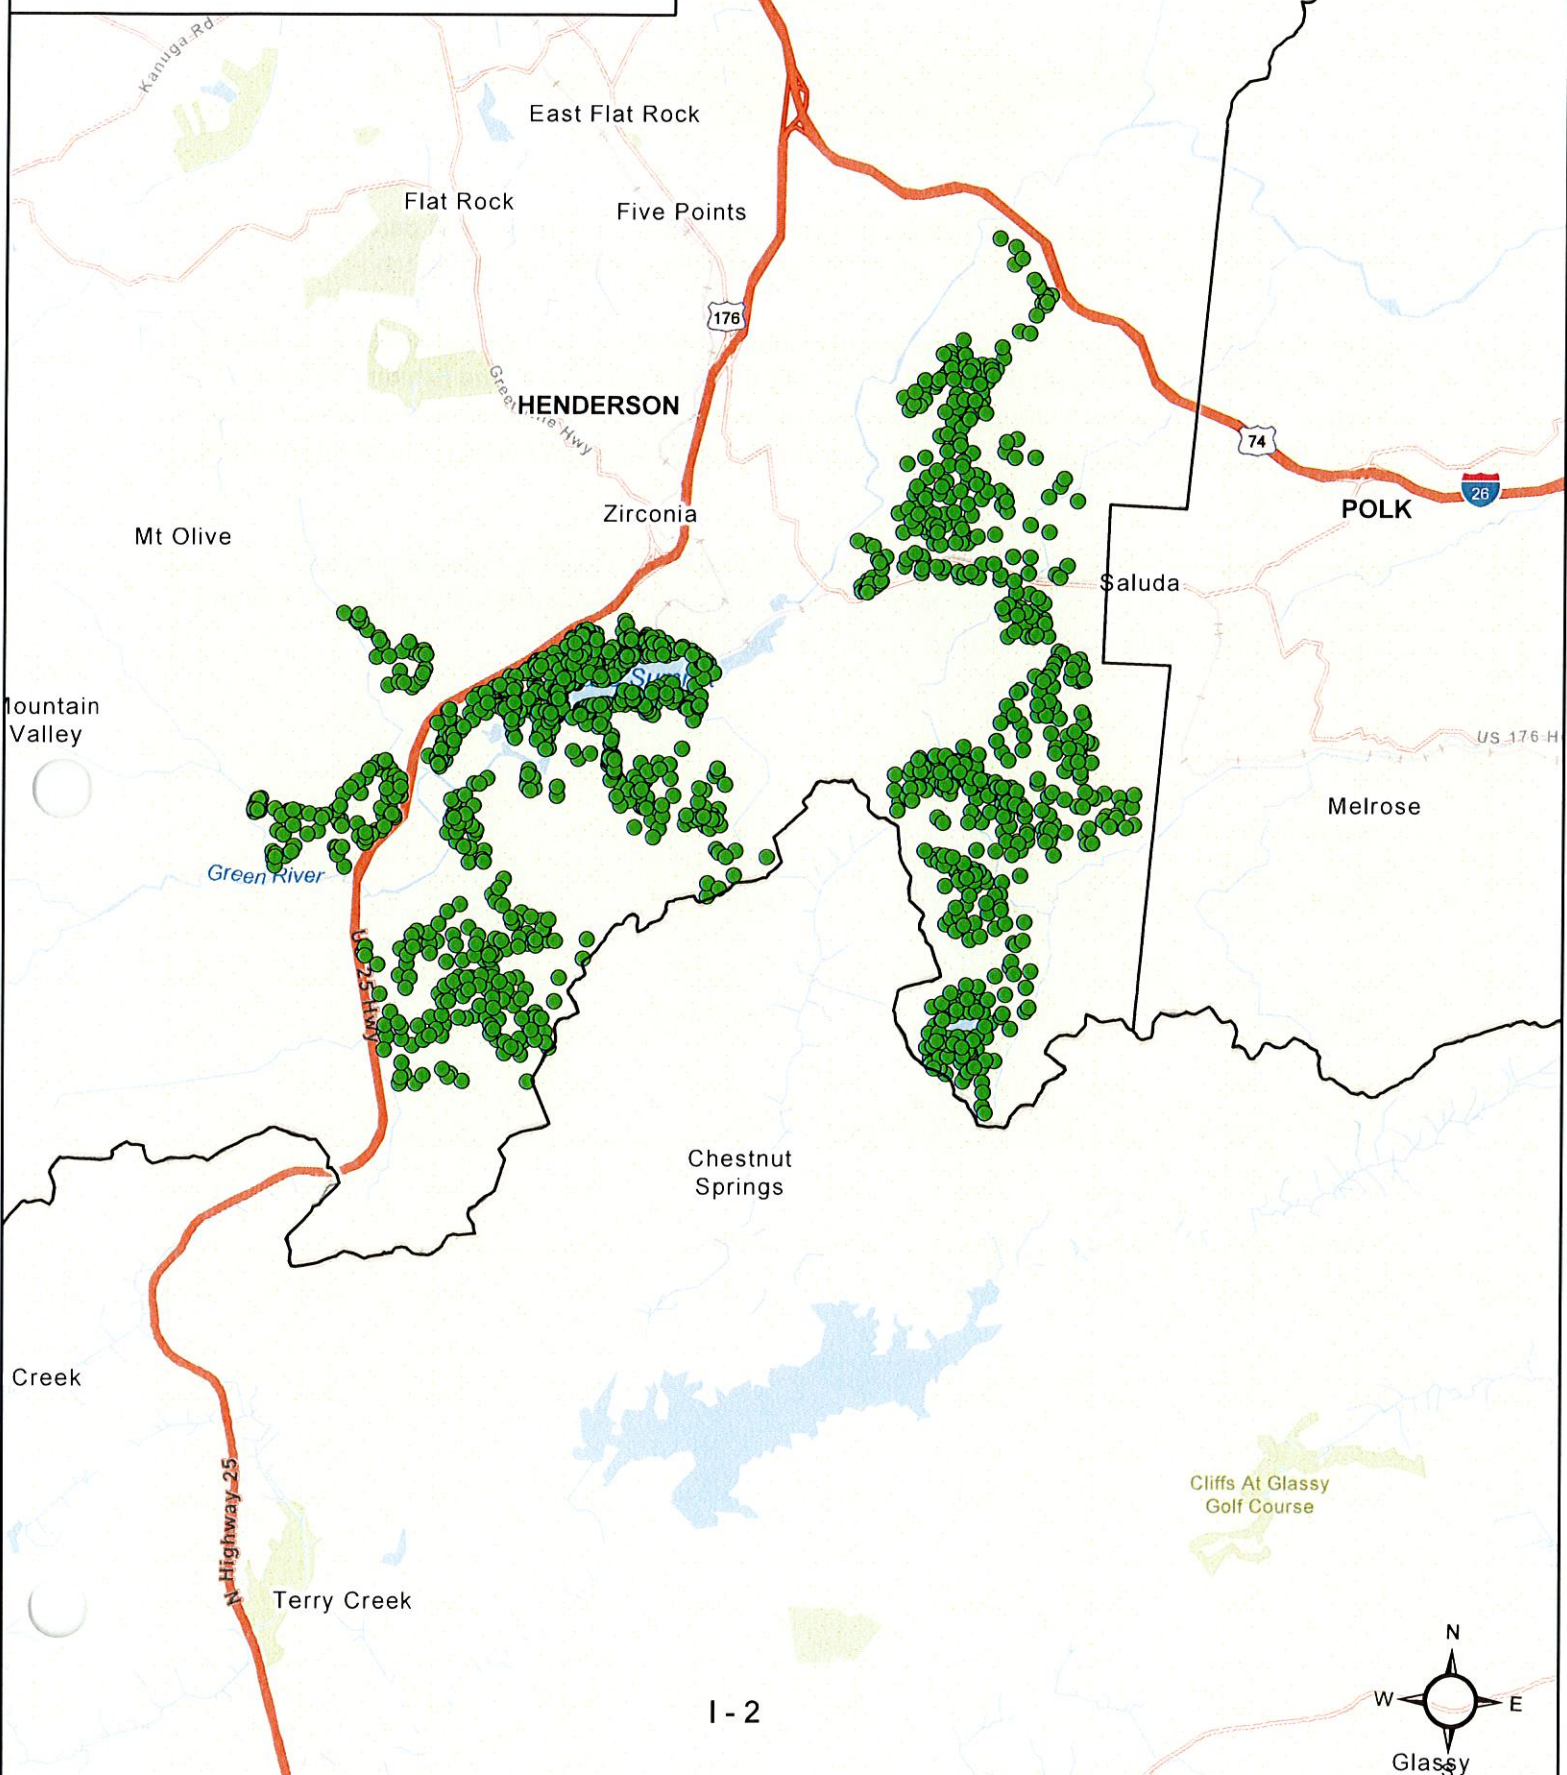 Kanuga Rd
East Flat Rock
Flat Rock
Five Points
176
HENDERSON
74
26
POLK
Zirconia
Mt Olive
Saluda
Mountain
Valley
US 176 H
Melrose
Green River
US 25 Hwy
Chestnut
Springs
Creek
Cliffs At Glassy
Golf Course
N Highway 25
Terry Creek
N
W
E
S
I - 2
Glassy